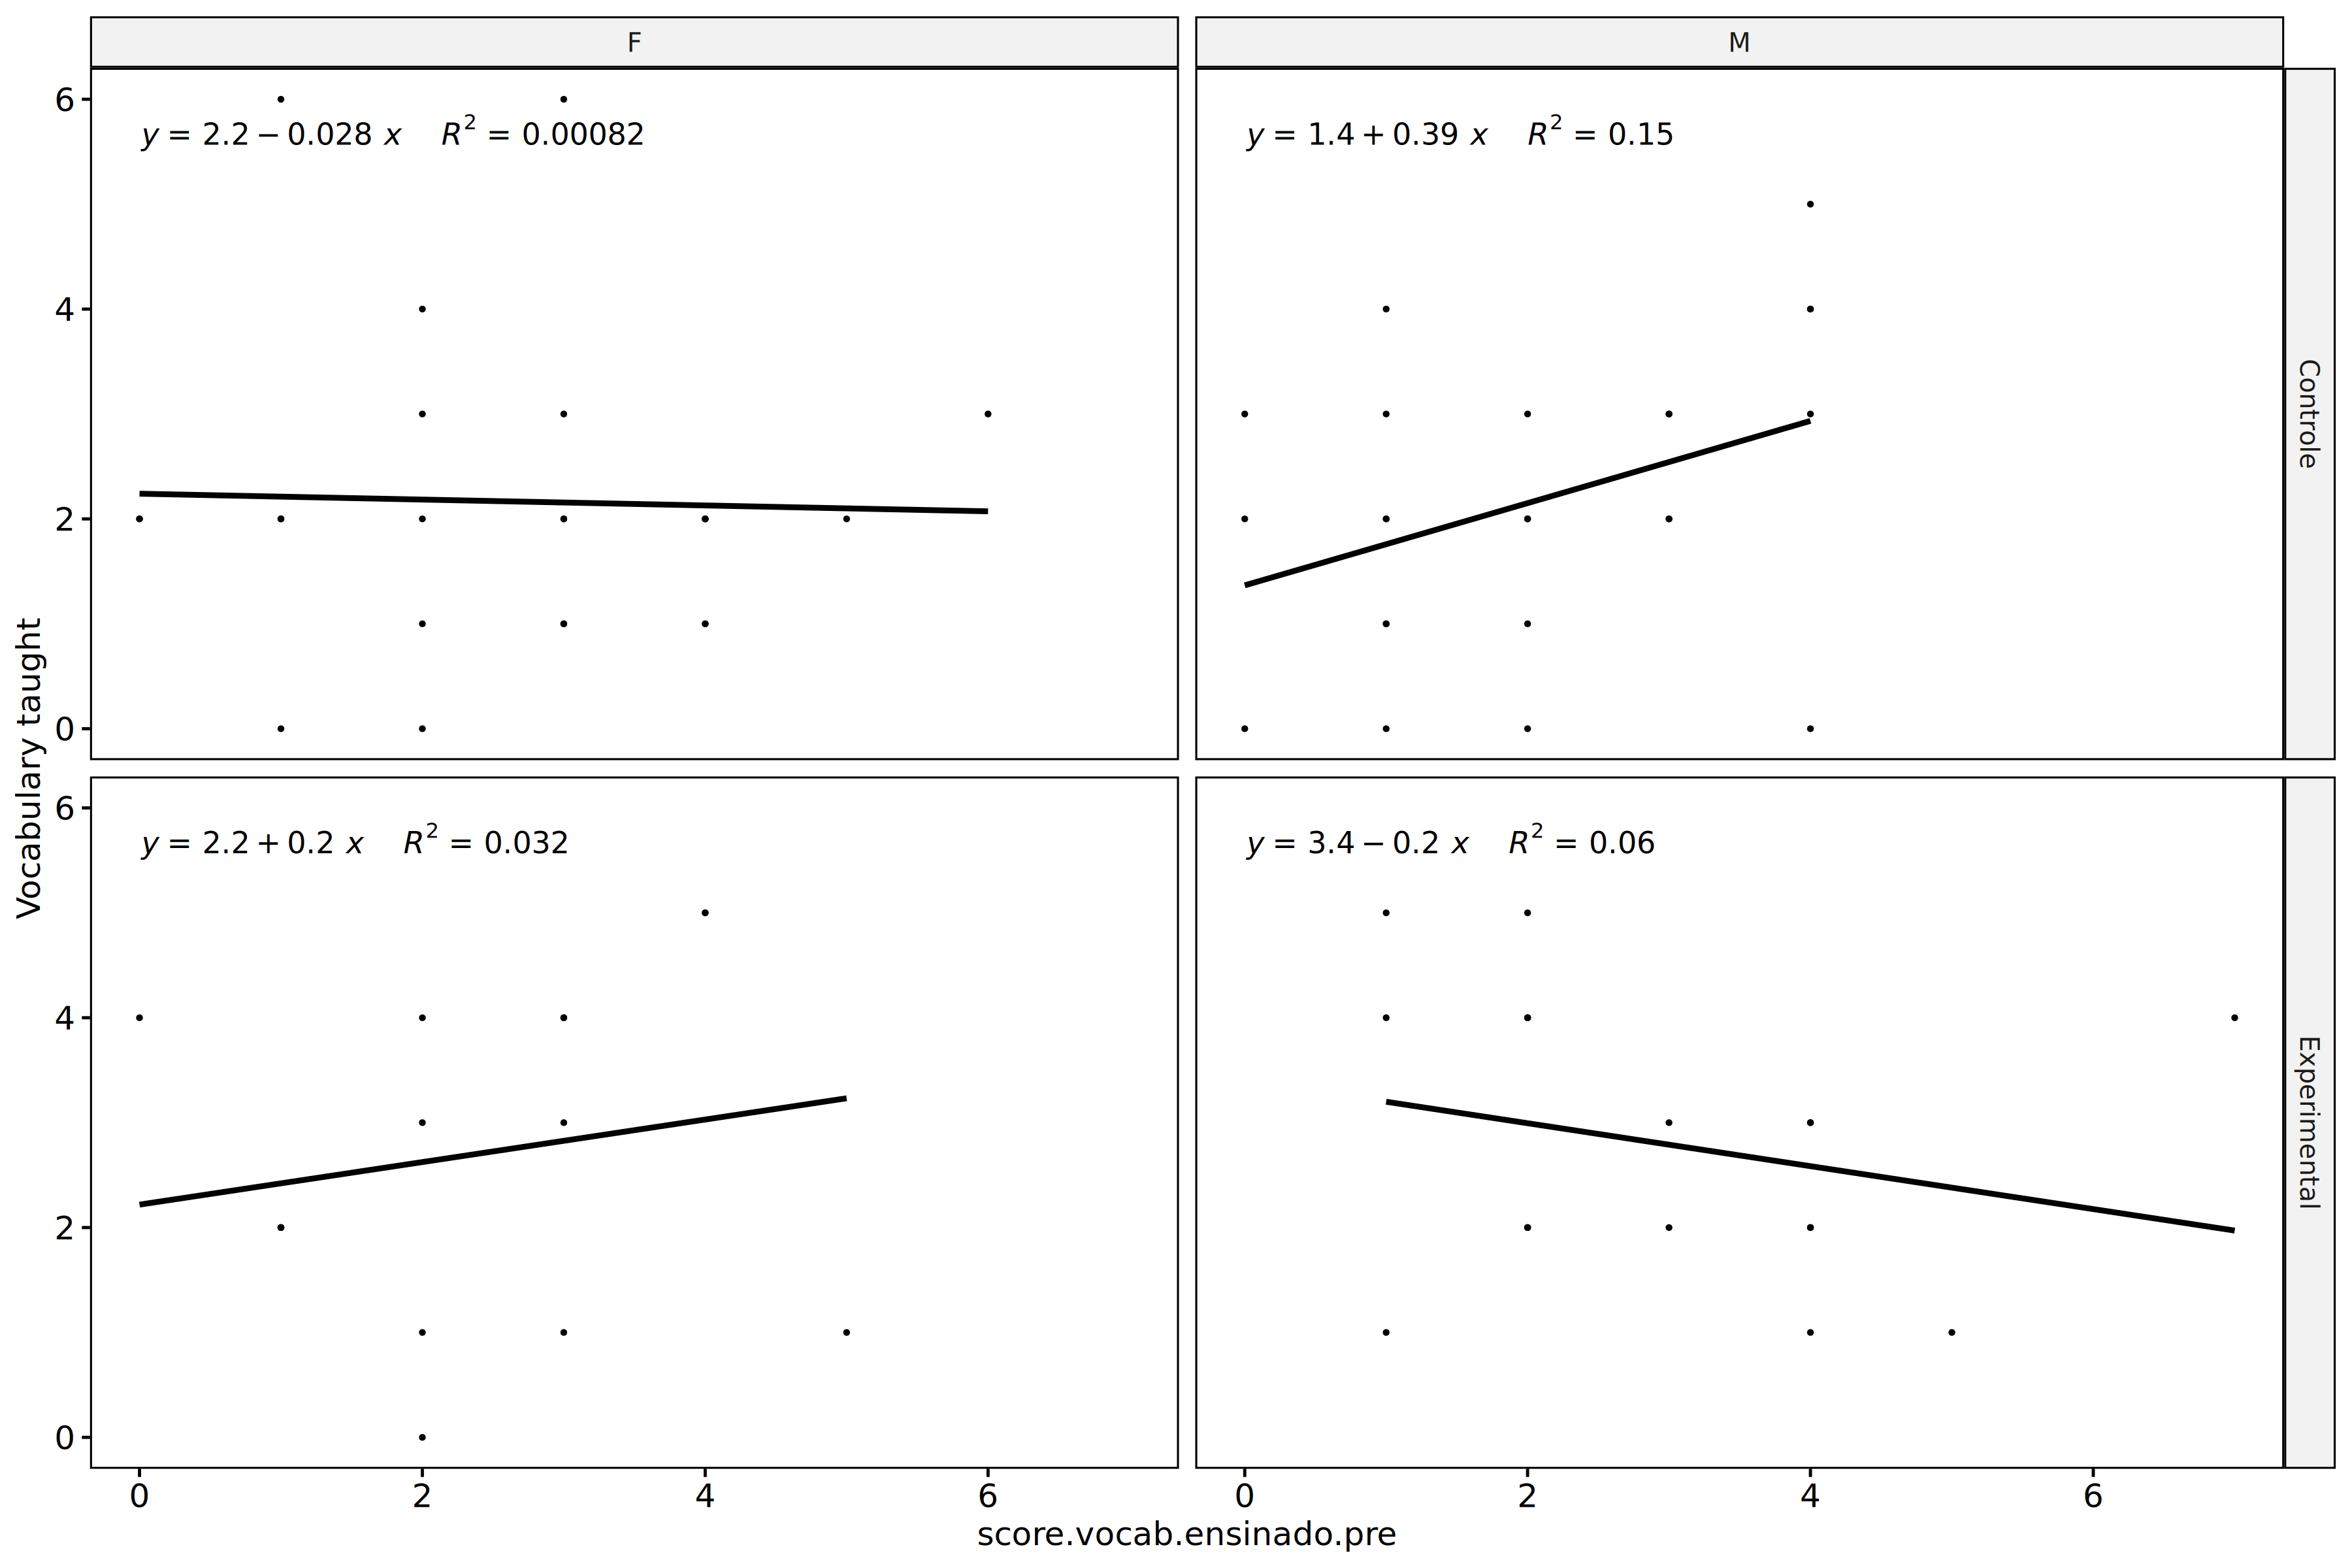 F
M
6
y = 2.2 − 0.028 x R² = 0.00082
y = 1.4 + 0.39 x R² = 0.15
4
2
0
Controle
Vocabulary taught
6
y = 2.2 + 0.2 x R² = 0.032
y = 3.4 − 0.2 x R² = 0.06
4
2
0
Experimental
0 2 4 6
0 2 4 6
score.vocab.ensinado.pre